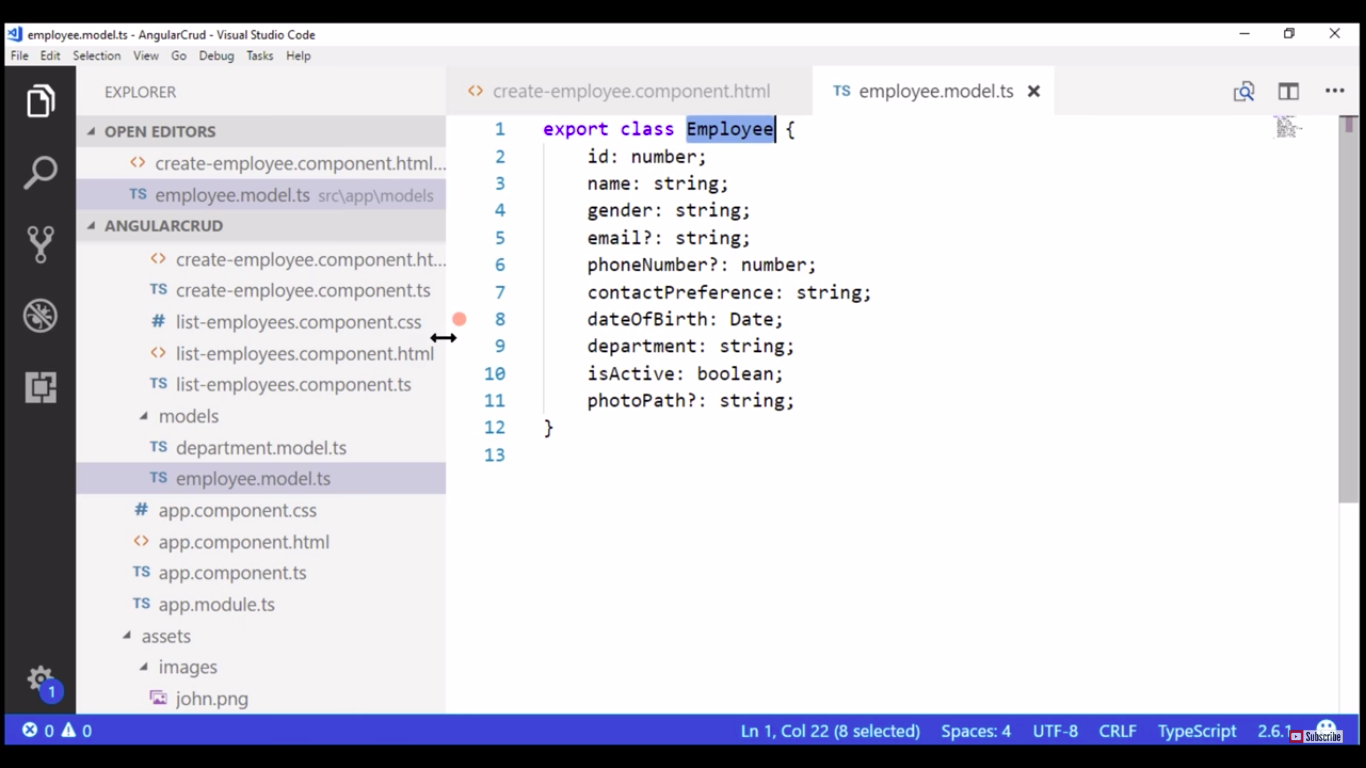 employee.model.ts - AngularCrud - Visual Studio Code
File Edit Selection View Go Debug Tasks Help
EXPLORER
OPEN EDITORS
<> create-employee.component.html...
TS employee.model.ts src\app\models
ANGULARCRUD
<> create-employee.component.ht...
TS create-employee.component.ts
# list-employees.component.css
<> list-employees.component.html
TS list-employees.component.ts
models
TS department.model.ts
TS employee.model.ts
# app.component.css
<> app.component.html
TS app.component.ts
TS app.module.ts
assets
images
john.png
1
<> create-employee.component.html
TS employee.model.ts
1 export class Employee {
2 id: number;
3 name: string;
4 gender: string;
5 email?: string;
6 phoneNumber?: number;
7 contactPreference: string;
8 dateOfBirth: Date;
9 department: string;
10 isActive: boolean;
11 photoPath?: string;
12 }
13
0 0 Ln 1, Col 22 (8 selected) Spaces: 4 UTF-8 CRLF TypeScript 2.6.1
Subscribe